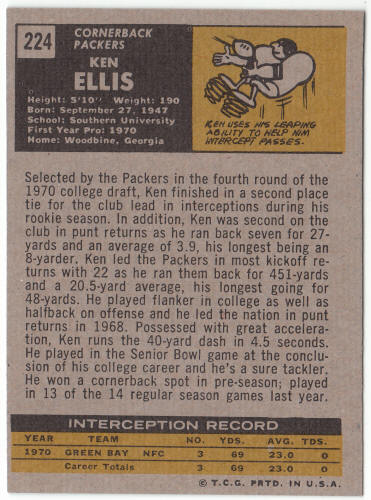 224
CORNERBACK
PACKERS
KEN
ELLIS
Height: 5'10" Weight: 190
Born: September 27, 1947
School: Southern University
First Year Pro: 1970
Home: Woodbine, Georgia
KEN USES HIS LEAPING
ABILITY TO HELP HIM
INTERCEPT PASSES.
Selected by the Packers in the fourth round of the
1970 college draft, Ken finished in a second place
tie for the club lead in interceptions during his
rookie season. In addition, Ken was second on the
club in punt returns as he ran back seven for 27-
yards and an average of 3.9, his longest being an
8-yarder. Ken led the Packers in most kickoff re-
turns with 22 as he ran them back for 451-yards
and a 20.5-yard average, his longest going for
48-yards. He played flanker in college as well as
halfback on offense and he led the nation in punt
returns in 1968. Possessed with great accelera-
tion, Ken runs the 40-yard dash in 4.5 seconds.
He played in the Senior Bowl game at the conclu-
sion of his college career and he's a sure tackler.
He won a cornerback spot in pre-season; played
in 13 of the 14 regular season games last year.
INTERCEPTION RECORD
YEAR TEAM NO. YDS. AVG. TDS.
1970 GREEN BAY NFC 3 69 23.0 0
Career Totals 3 69 23.0 0
© T.C.G. PRTD. IN U.S.A.